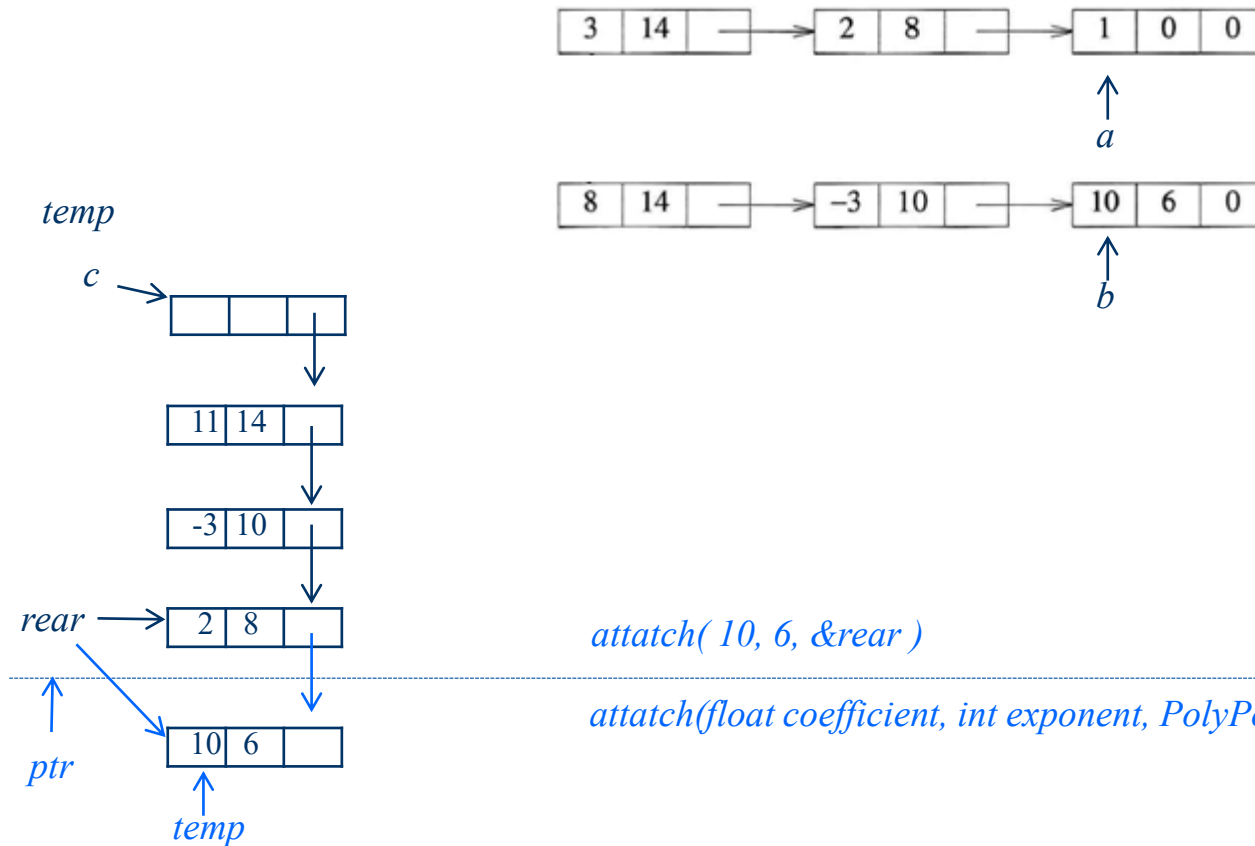 3 14 2 8 1 0 0
a
8 14 -3 10 10 6 0
temp
c
b
11 14
-3 10
rear 2 8
attatch( 10, 6, &rear )
attatch(float coefficient, int exponent, PolyPo
10 6
ptr
temp